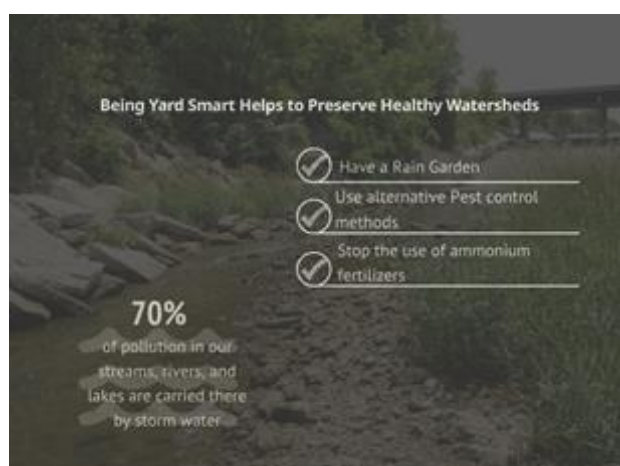 Being Yard Smart Helps to Preserve Healthy Watersheds
Have a Rain Garden
Use alternative Pest control
methods
Stop the use of ammonium
fertilizers
70%
of pollution in our
streams, rivers, and
lakes are carried there
by storm water